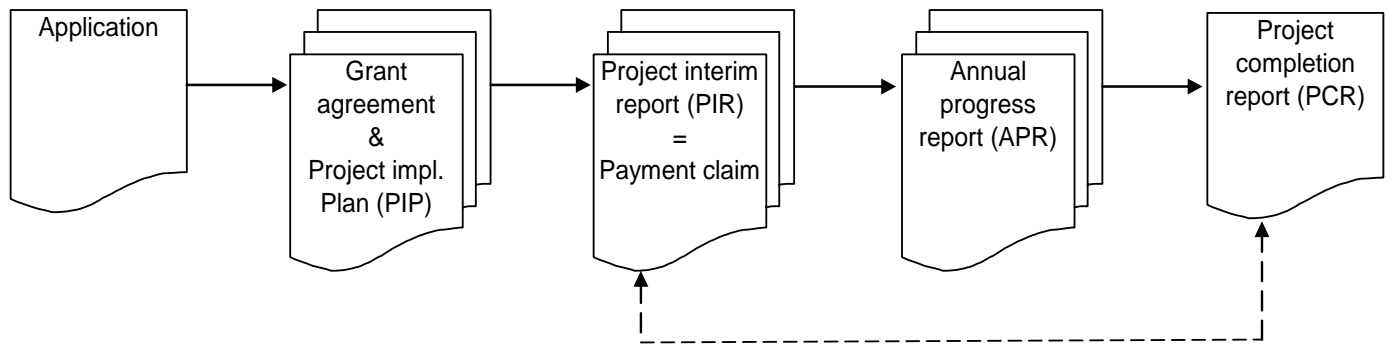 Application
Grant
agreement
&
Project impl.
Plan (PIP)
Project interim
report (PIR)
=
Payment claim
Annual
progress
report (APR)
Project
completion
report (PCR)